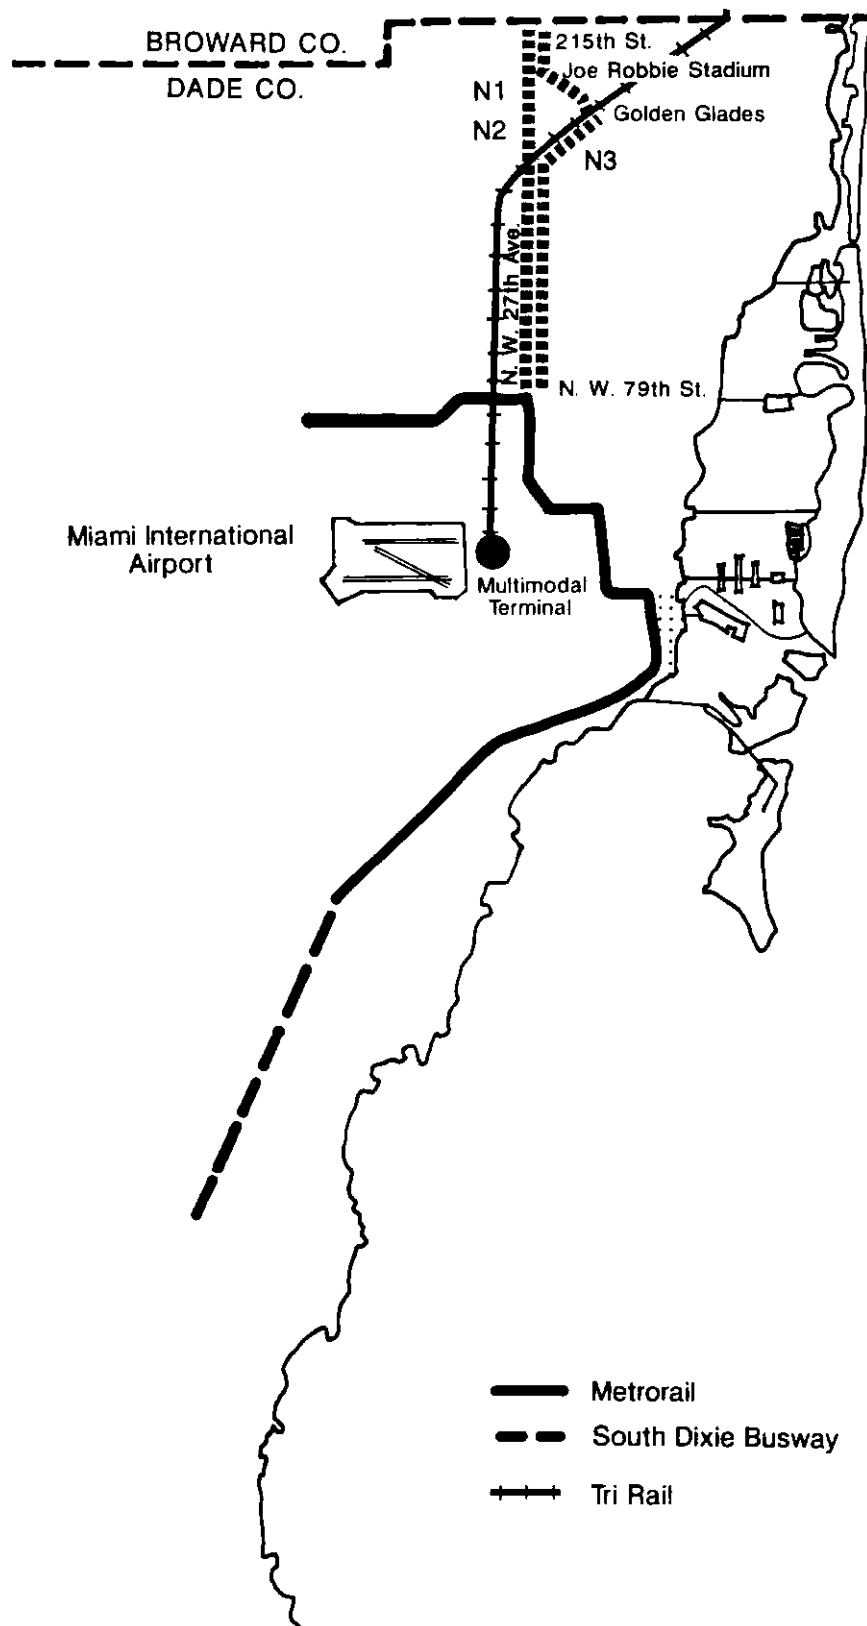 BROWARD CO.
DADE CO.
215th St.
Joe Robbie Stadium
N1
Golden Glades
N2
N3
N. W. 27th Ave.
N. W. 79th St.
Miami International
Airport
Multimodal
Terminal
Metrorail
South Dixie Busway
Tri Rail